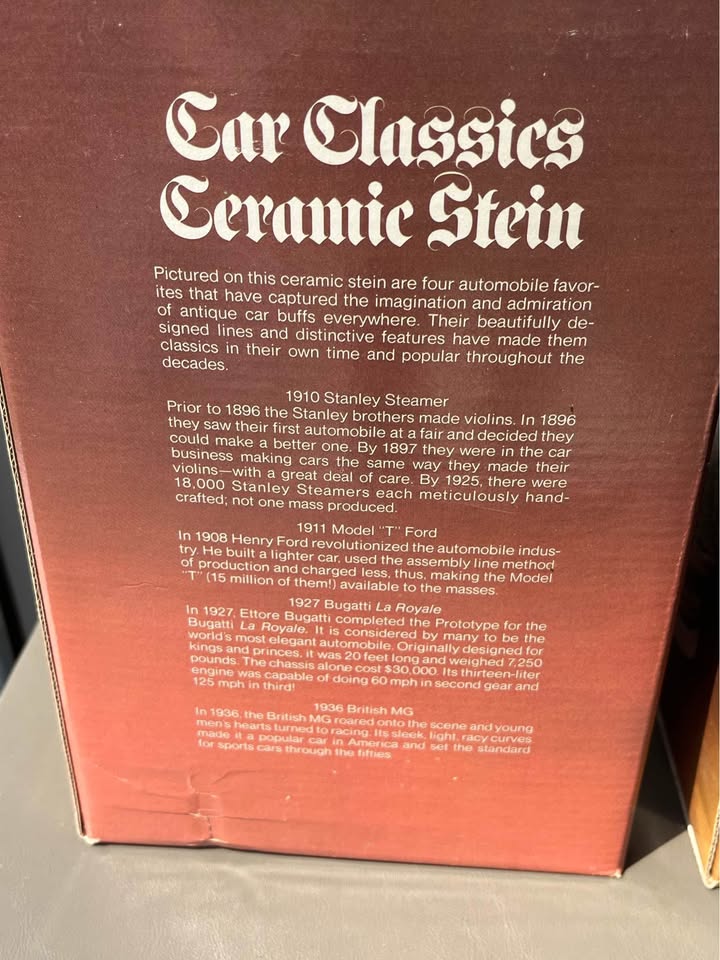 Car Classics
Ceramic Stein
Pictured on this ceramic stein are four automobile favor-
ites that have captured the imagination and admiration
of antique car buffs everywhere. Their beautifully de-
signed lines and distinctive features have made them
classics in their own time and popular throughout the
decades.
1910 Stanley Steamer
Prior to 1896 the Stanley brothers made violins. In 1896
they saw their first automobile at a fair and decided they
could make a better one. By 1897 they were in the car
business making cars the same way they made their
violins—with a great deal of care. By 1925, there were
18,000 Stanley Steamers each meticulously hand-
crafted; not one mass produced.
1911 Model "T" Ford
In 1908 Henry Ford revolutionized the automobile indus-
try. He built a lighter car, used the assembly line method
of production and charged less, thus, making the Model
"T" (15 million of them!) available to the masses.
1927 Bugatti La Royale
In 1927, Ettore Bugatti completed the Prototype for the
Bugatti La Royale. It is considered by many to be the
world's most elegant automobile. Originally designed for
kings and princes, it was 20 feet long and weighed 7,250
pounds. The chassis alone cost $30,000. Its thirteen-liter
engine was capable of doing 60 mph in second gear and
125 mph in third!
1936 British MG
In 1936, the British MG roared onto the scene and young
men's hearts turned to racing. Its sleek, light, racy curves
made it a popular car in America and set the standard
for sports cars through the fifties.